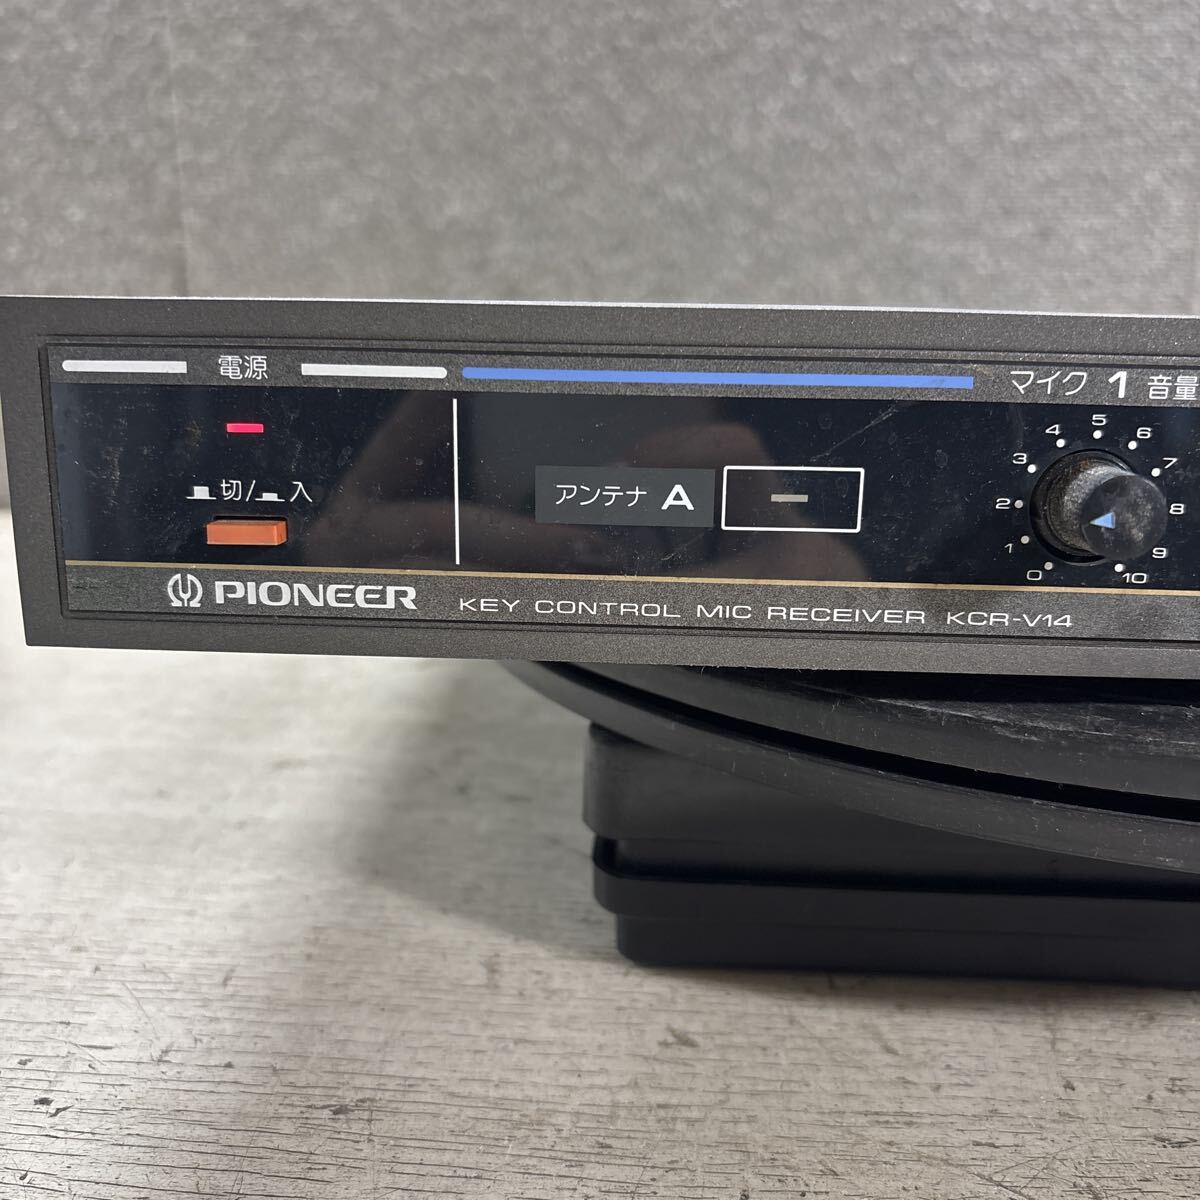 電源
マイク 1 音量
切/入
アンテナ A
0 1 2 3 4 5 6 7 8 9 10
PIONEER KEY CONTROL MIC RECEIVER KCR-V14